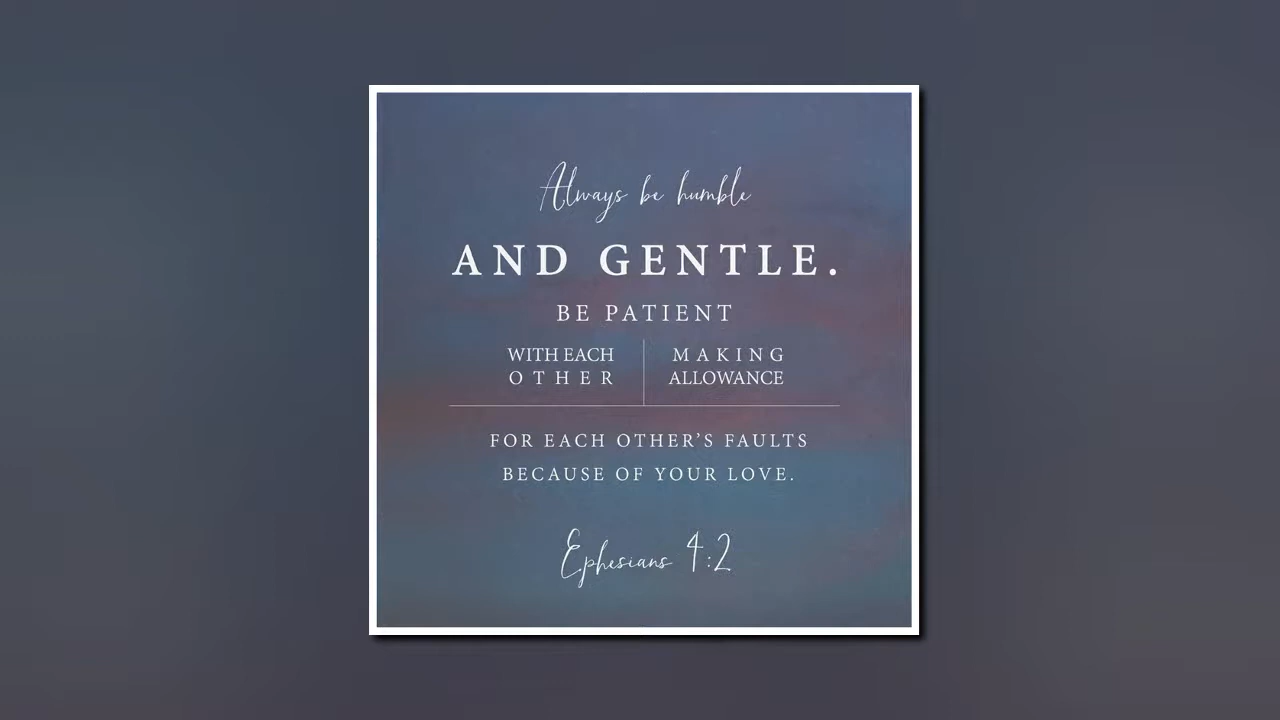 Always be humble
AND GENTLE.
BE PATIENT
WITH EACH
OTHER
MAKING
ALLOWANCE
FOR EACH OTHER’S FAULTS
BECAUSE OF YOUR LOVE.
Ephesians 4:2